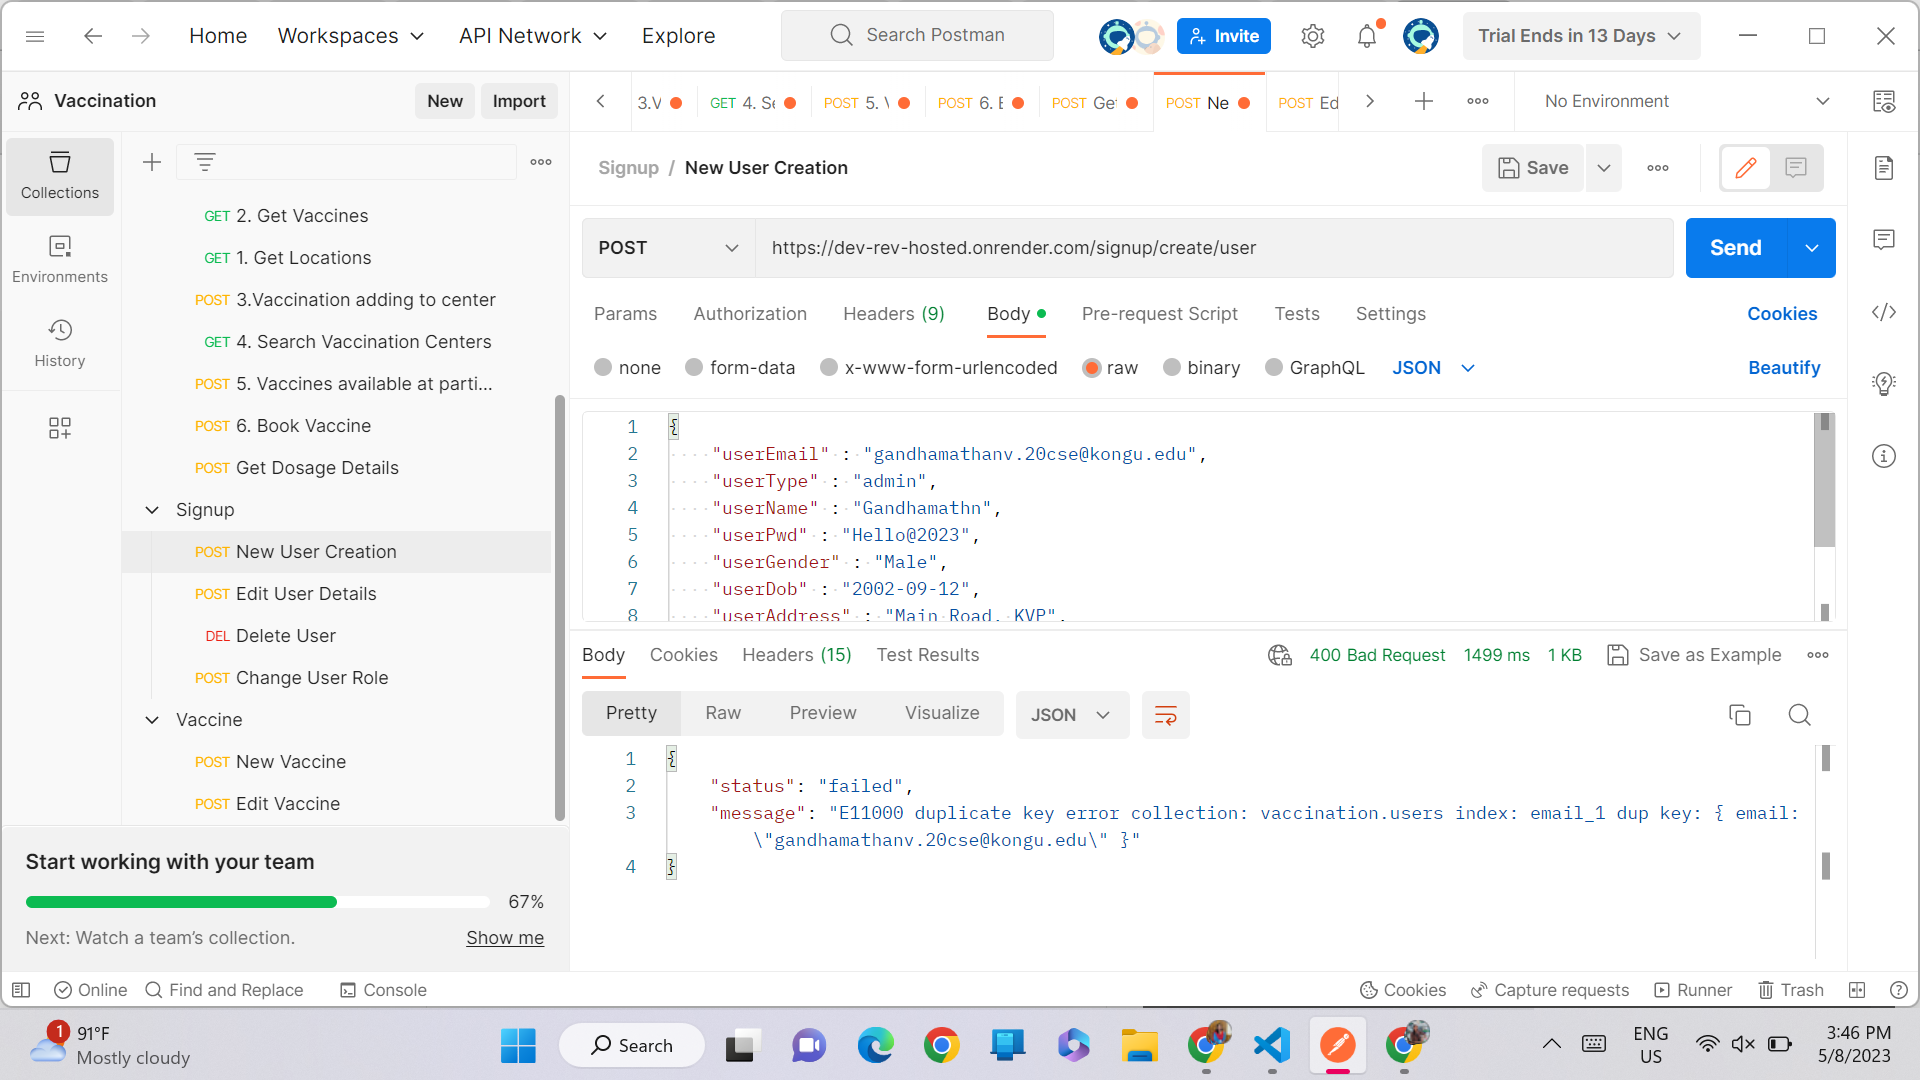 Home Workspaces API Network Explore Search Postman Invite Trial Ends in 13 Days
Vaccination New Import 3.V GET 4. Se POST 5. V POST 6. E POST Ge POST Ne POST Ed No Environment
Collections
Environments
History
GET 2. Get Vaccines
GET 1. Get Locations
POST 3.Vaccination adding to center
GET 4. Search Vaccination Centers
POST 5. Vaccines available at parti...
POST 6. Book Vaccine
POST Get Dosage Details
Signup
POST New User Creation
POST Edit User Details
DEL Delete User
POST Change User Role
Vaccine
POST New Vaccine
POST Edit Vaccine
Start working with your team
67%
Next: Watch a team's collection. Show me
Signup / New User Creation Save
POST https://dev-rev-hosted.onrender.com/signup/create/user Send
Params Authorization Headers (9) Body Pre-request Script Tests Settings Cookies
none form-data x-www-form-urlencoded raw binary GraphQL JSON Beautify
1 {
2 "userEmail" : "gandhamathanv.20cse@kongu.edu",
3 "userType" : "admin",
4 "userName" : "Gandhamathn",
5 "userPwd" : "Hello@2023",
6 "userGender" : "Male",
7 "userDob" : "2002-09-12",
8 "userAddress" : "Main Road, KVP",
Body Cookies Headers (15) Test Results 400 Bad Request 1499 ms 1 KB Save as Example
Pretty Raw Preview Visualize JSON
1 {
2 "status": "failed",
3 "message": "E11000 duplicate key error collection: vaccination.users index: email_1 dup key: { email:
\"gandhamathanv.20cse@kongu.edu\" }"
4 }
Online Find and Replace Console Cookies Capture requests Runner Trash
1 91°F
Mostly cloudy
Search
ENG
US
3:46 PM
5/8/2023